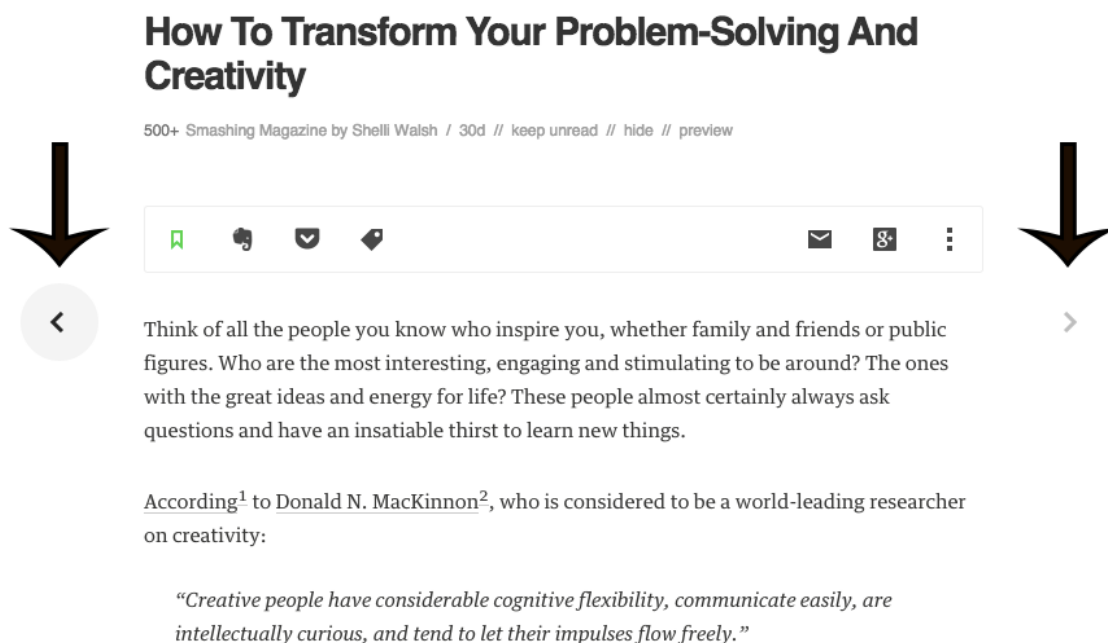 How To Transform Your Problem-Solving And
Creativity
500+ Smashing Magazine by Shelli Walsh / 30d // keep unread // hide // preview
g+
Think of all the people you know who inspire you, whether family and friends or public
figures. Who are the most interesting, engaging and stimulating to be around? The ones
with the great ideas and energy for life? These people almost certainly always ask
questions and have an insatiable thirst to learn new things.
According1 to Donald N. MacKinnon2, who is considered to be a world-leading researcher
on creativity:
“Creative people have considerable cognitive flexibility, communicate easily, are
intellectually curious, and tend to let their impulses flow freely.”